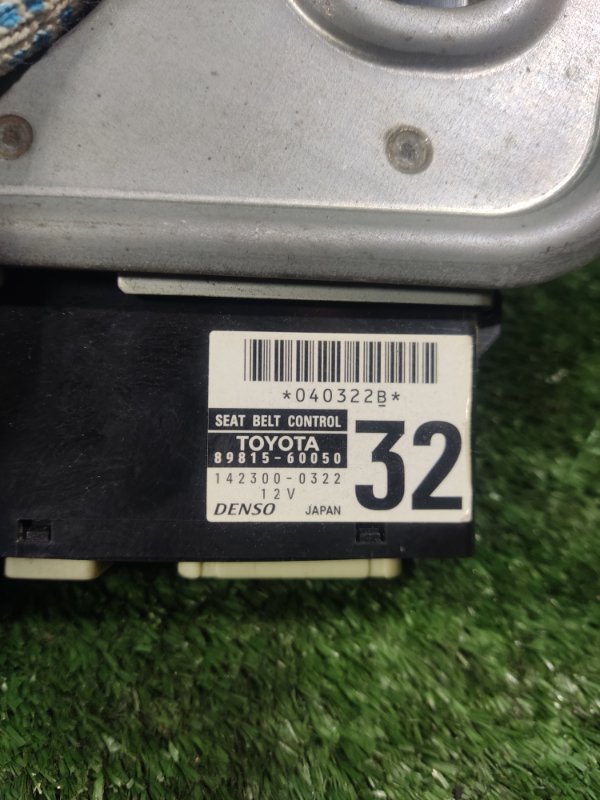 *040322B*
SEAT BELT CONTROL
TOYOTA
89815-60050
32
142300-0322
12V
DENSO JAPAN